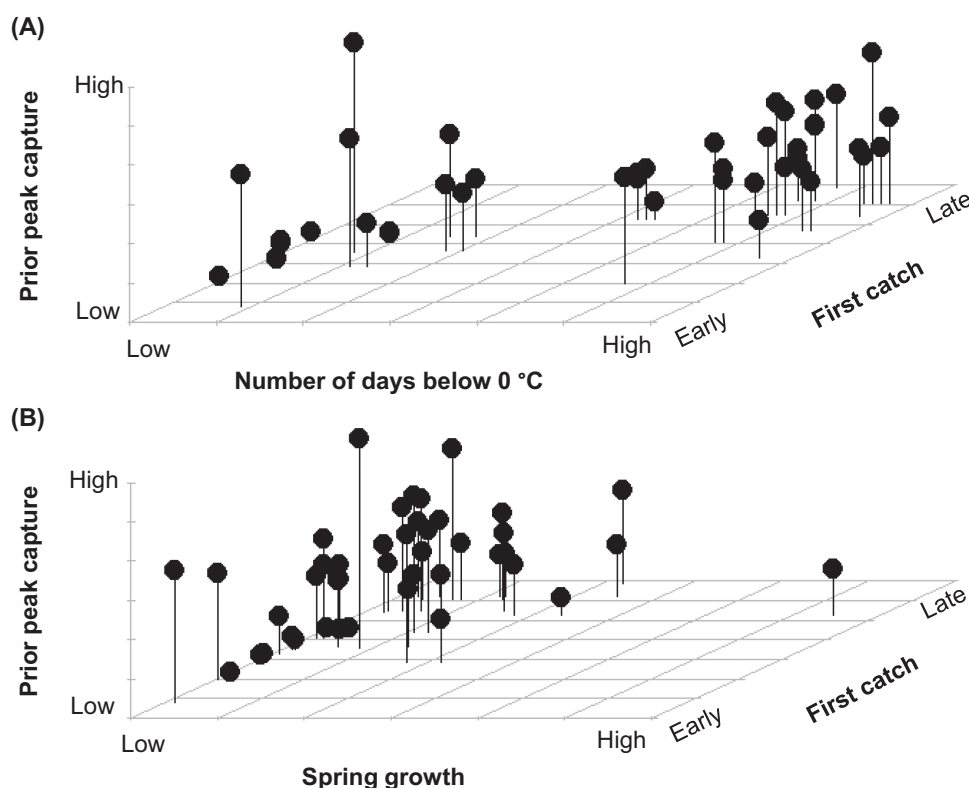 (A)
High
Prior peak capture
Low
Low
High
Early
Late
First catch
Number of days below 0 °C
(B)
High
Prior peak capture
Low
Low
High
Early
Late
First catch
Spring growth